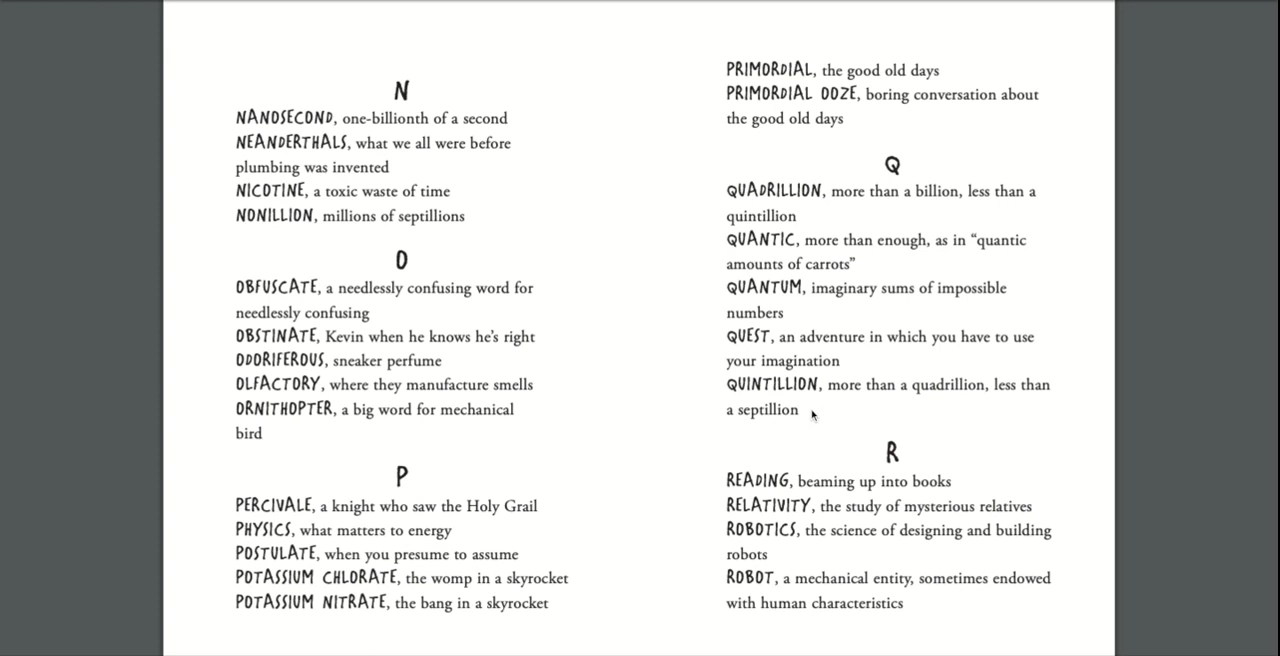 N
NANOSECOND, one-billionth of a second
NEANDERTHALS, what we all were before
plumbing was invented
NICOTINE, a toxic waste of time
NONILLION, millions of septillions
O
OBFUSCATE, a needlessly confusing word for
needlessly confusing
OBSTINATE, Kevin when he knows he's right
ODORIFEROUS, sneaker perfume
OLFACTORY, where they manufacture smells
ORNITHOPTER, a big word for mechanical
bird
P
PERCIVALE, a knight who saw the Holy Grail
PHYSICS, what matters to energy
POSTULATE, when you presume to assume
POTASSIUM CHLORATE, the womp in a skyrocket
POTASSIUM NITRATE, the bang in a skyrocket
PRIMORDIAL, the good old days
PRIMORDIAL OOZE, boring conversation about
the good old days
Q
QUADRILLION, more than a billion, less than a
quintillion
QUANTIC, more than enough, as in “quantic
amounts of carrots”
QUANTUM, imaginary sums of impossible
numbers
QUEST, an adventure in which you have to use
your imagination
QUINTILLION, more than a quadrillion, less than
a septillion
R
READING, beaming up into books
RELATIVITY, the study of mysterious relatives
ROBOTICS, the science of designing and building
robots
ROBOT, a mechanical entity, sometimes endowed
with human characteristics